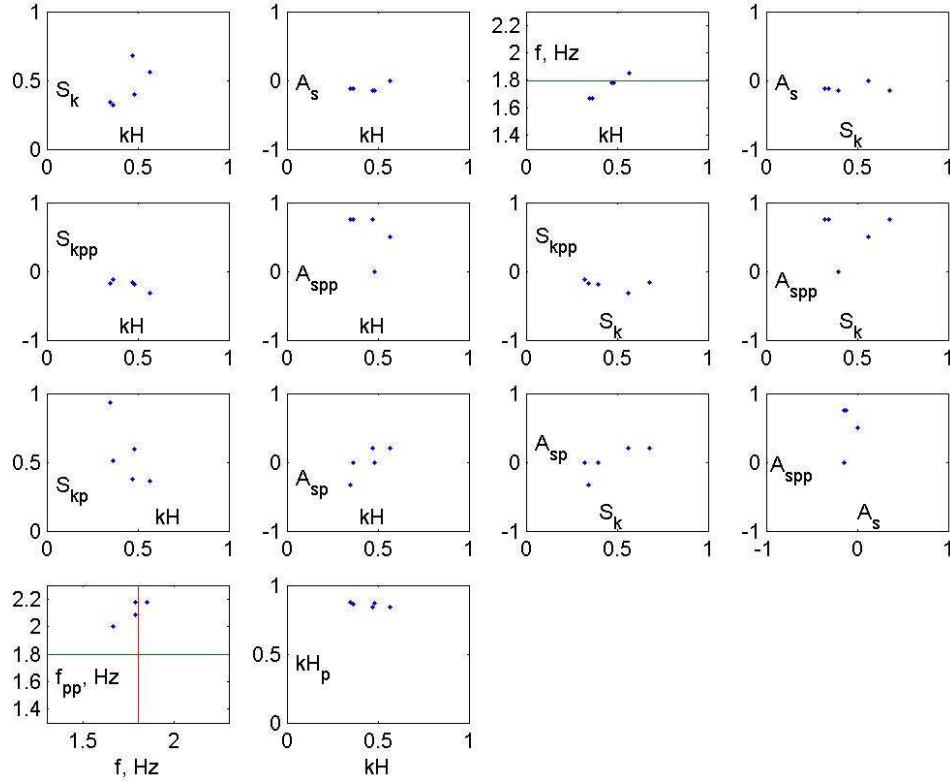 1
0.5
0
S_k
kH
0 0.5 1
1
0
-1
A_s
kH
0 0.5 1
2.2
2
1.8
1.6
1.4
f, Hz
kH
0 0.5 1
1
0
-1
A_s
S_k
0 0.5 1
1
0
-1
S_kpp
kH
0 0.5 1
1
0
-1
A_spp
kH
0 0.5 1
1
0
-1
S_kpp
S_k
0 0.5 1
1
0
-1
A_spp
S_k
0 0.5 1
1
0.5
0
S_kp
kH
0 0.5 1
1
0
-1
A_sp
kH
0 0.5 1
1
0
-1
A_sp
S_k
0 0.5 1
1
0
-1
A_spp
A_s
-1 0 1
2.2
2
1.8
1.6
1.4
f_pp, Hz
1.5 2
f, Hz
1
0.5
0
kH_p
0 0.5 1
kH